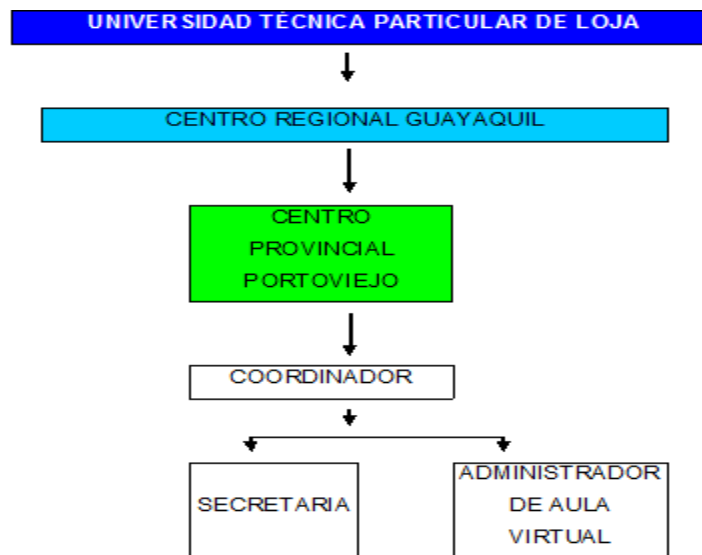 UNIVERSIDAD TÉCNICA PARTICULAR DE LOJA
CENTRO REGIONAL GUAYAQUIL
CENTRO
PROVINCIAL
PORTOVIEJO
COORDINADOR
SECRETARIA
ADMINISTRADOR
DE AULA
VIRTUAL